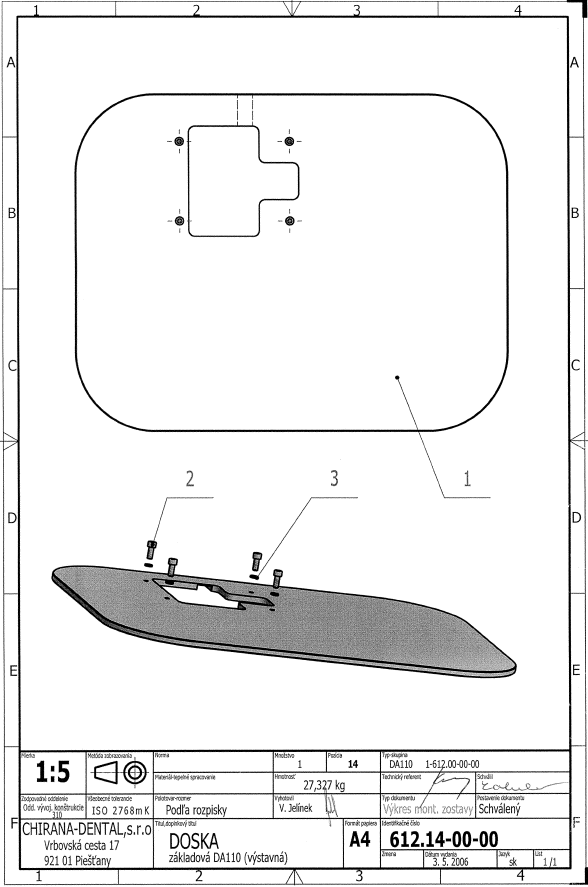 1 2 3 4
A A
B B
C C
D D
E E
F F
1
2
3
Mierka
1:5
Metóda zobrazovania
Norma
Množstvo
1
Pozícia
14
Typ-skupina
DA110 1-612.00-00-00
Materiál-tepelné spracovanie
Hmotnosť
27,327 kg
Technický referent
Schválil
Zodpovedné oddelenie
Odd. vývoj. konštrukcie
310
Všeobecné tolerancie
ISO 2768mK
Polotovar-rozmer
Podľa rozpisky
Vyhotovil
V. Jelínek
Typ dokumentu
Výkres mont. zostavy
Postavenie dokumentu
Schválený
CHIRANA-DENTAL,s.r.o
Vrbovská cesta 17
921 01 Piešťany
Titul,doplnkový titul
DOSKA
základová DA110 (výstavná)
Formát papiera
A4
Identifikačné číslo
612.14-00-00
Zmena
Dátum vydania
3. 5. 2006
Jazyk
sk
List
1/1
1 2 3 4